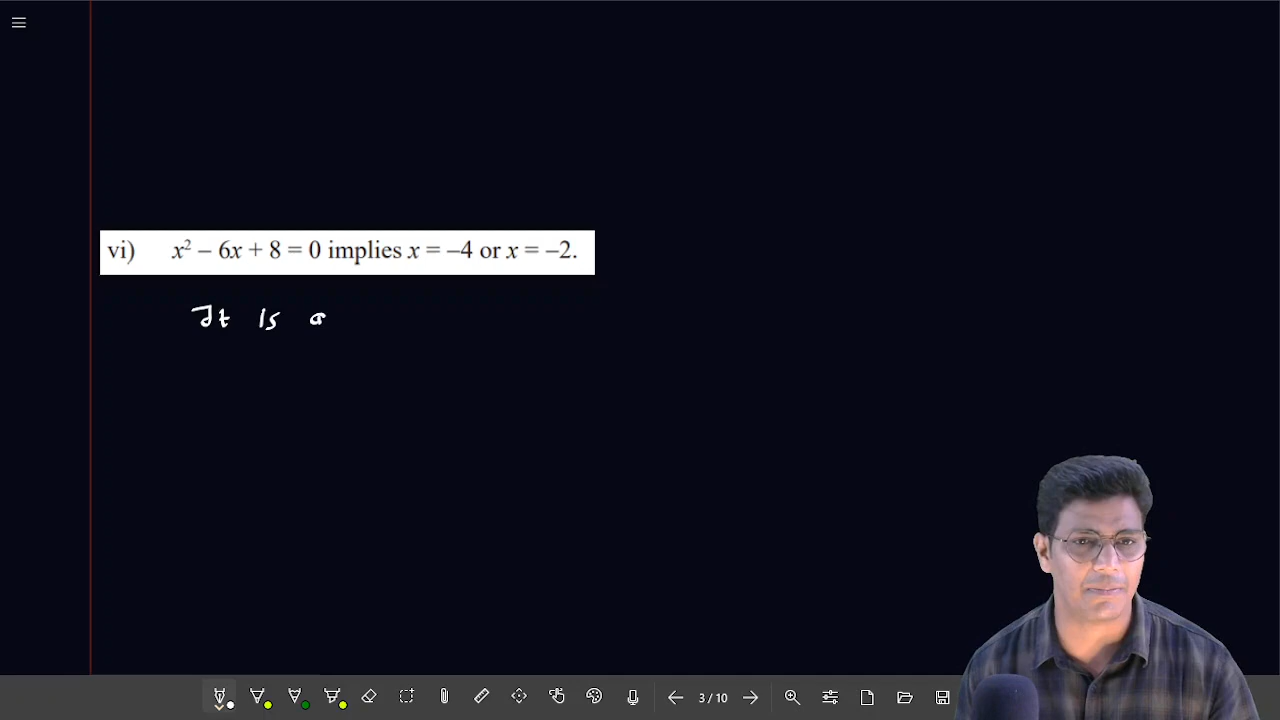 vi) x² – 6x + 8 = 0 implies x = –4 or x = –2.
It is a
3/10